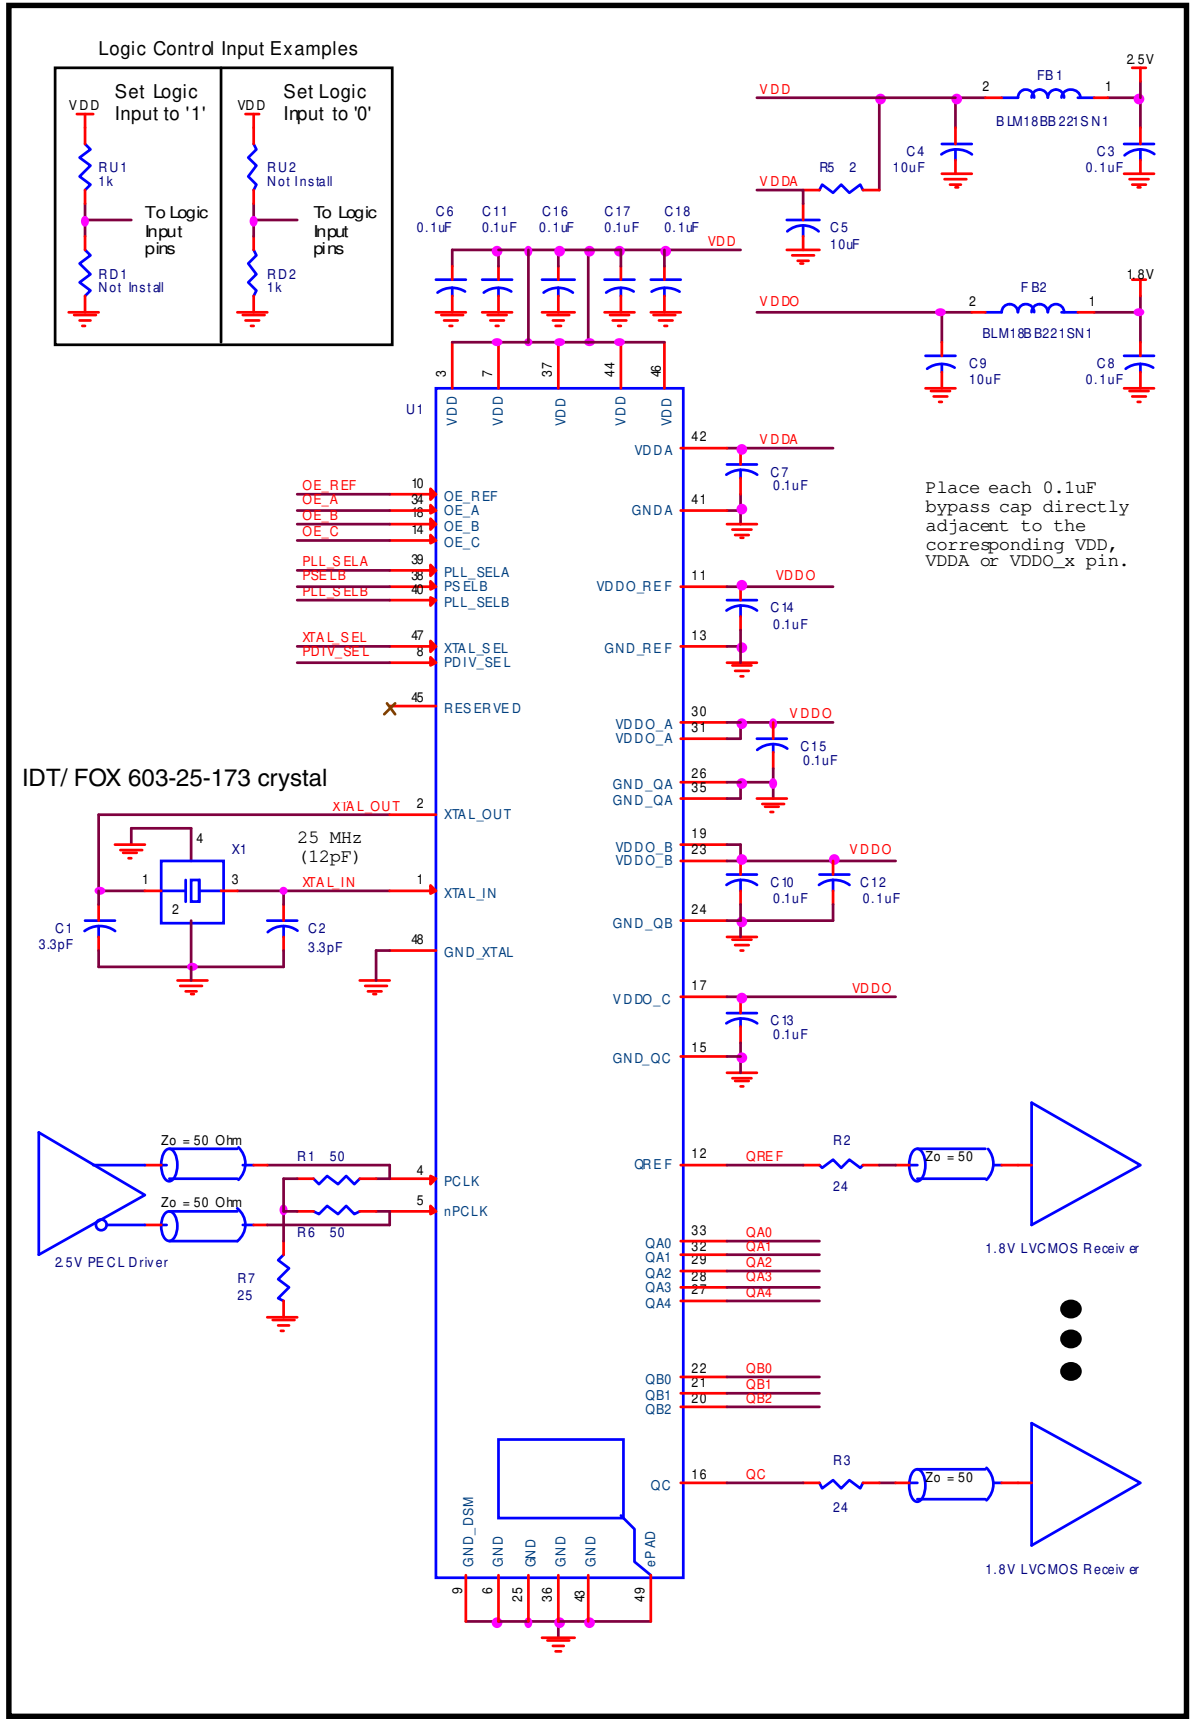 Logic Control Input Examples
Set Logic
Input to '1'
VDD
RU1
1k
To Logic
Input
pins
RD1
Not Install
Set Logic
Input to '0'
VDD
RU2
Not Install
To Logic
Input
pins
RD2
1k
2.5V
VDD
2
FB1
1
BLM18BB221SN1
C4
10uF
C3
0.1uF
R5 2
VDDA
C5
10uF
1.8V
VDDO
2
FB2
1
BLM18BB221SN1
C9
10uF
C8
0.1uF
C6
0.1uF
C11
0.1uF
C16
0.1uF
C17
0.1uF
C18
0.1uF
VDD
3
7
37
44
46
U1
VDD
VDD
VDD
VDD
VDD
OE_REF 10 OE_REF
OE_A 34 OE_A
OE_B 18 OE_B
OE_C 14 OE_C
PLL_SELA 39 PLL_SELA
PSELB 38 PSELB
PLL_SELB 40 PLL_SELB
XTAL_SEL 47 XTAL_SEL
PDIV_SEL 8 PDIV_SEL
45 RESERVED
IDT/ FOX 603-25-173 crystal
XTAL_OUT 2 XTAL_OUT
4
X1
25 MHz
(12pF)
1
2
3
XTAL_IN 1 XTAL_IN
C1
3.3pF
C2
3.3pF
48 GND_XTAL
VDDA 42 VDDA
C7
0.1uF
GNDA 41
Place each 0.1uF
bypass cap directly
adjacent to the
corresponding VDD,
VDDA or VDDO_x pin.
VDDO_REF 11 VDDO
C14
0.1uF
GND_REF 13
VDDO_A 30 VDDO
VDDO_A 31
C15
0.1uF
GND_QA 26
GND_QA 35
VDDO_B 19
VDDO_B 23 VDDO
C10
0.1uF
C12
0.1uF
GND_QB 24
VDDO_C 17 VDDO
C13
0.1uF
GND_QC 15
Zo = 50 Ohm
R1 50
4 PCLK
Zo = 50 Ohm
5 nPCLK
R6 50
2.5V PECL Driver
R7
25
QREF 12 QREF
R2
24
Zo = 50
1.8V LVCMOS Receiver
QA0 33 QA0
QA1 32 QA1
QA2 29 QA2
QA3 28 QA3
QA4 27 QA4
QB0 22 QB0
QB1 21 QB1
QB2 20 QB2
QC 16 QC
R3
24
Zo = 50
1.8V LVCMOS Receiver
GND_DSM
GND
GND
GND
GND
ePAD
9
6
25
36
43
49